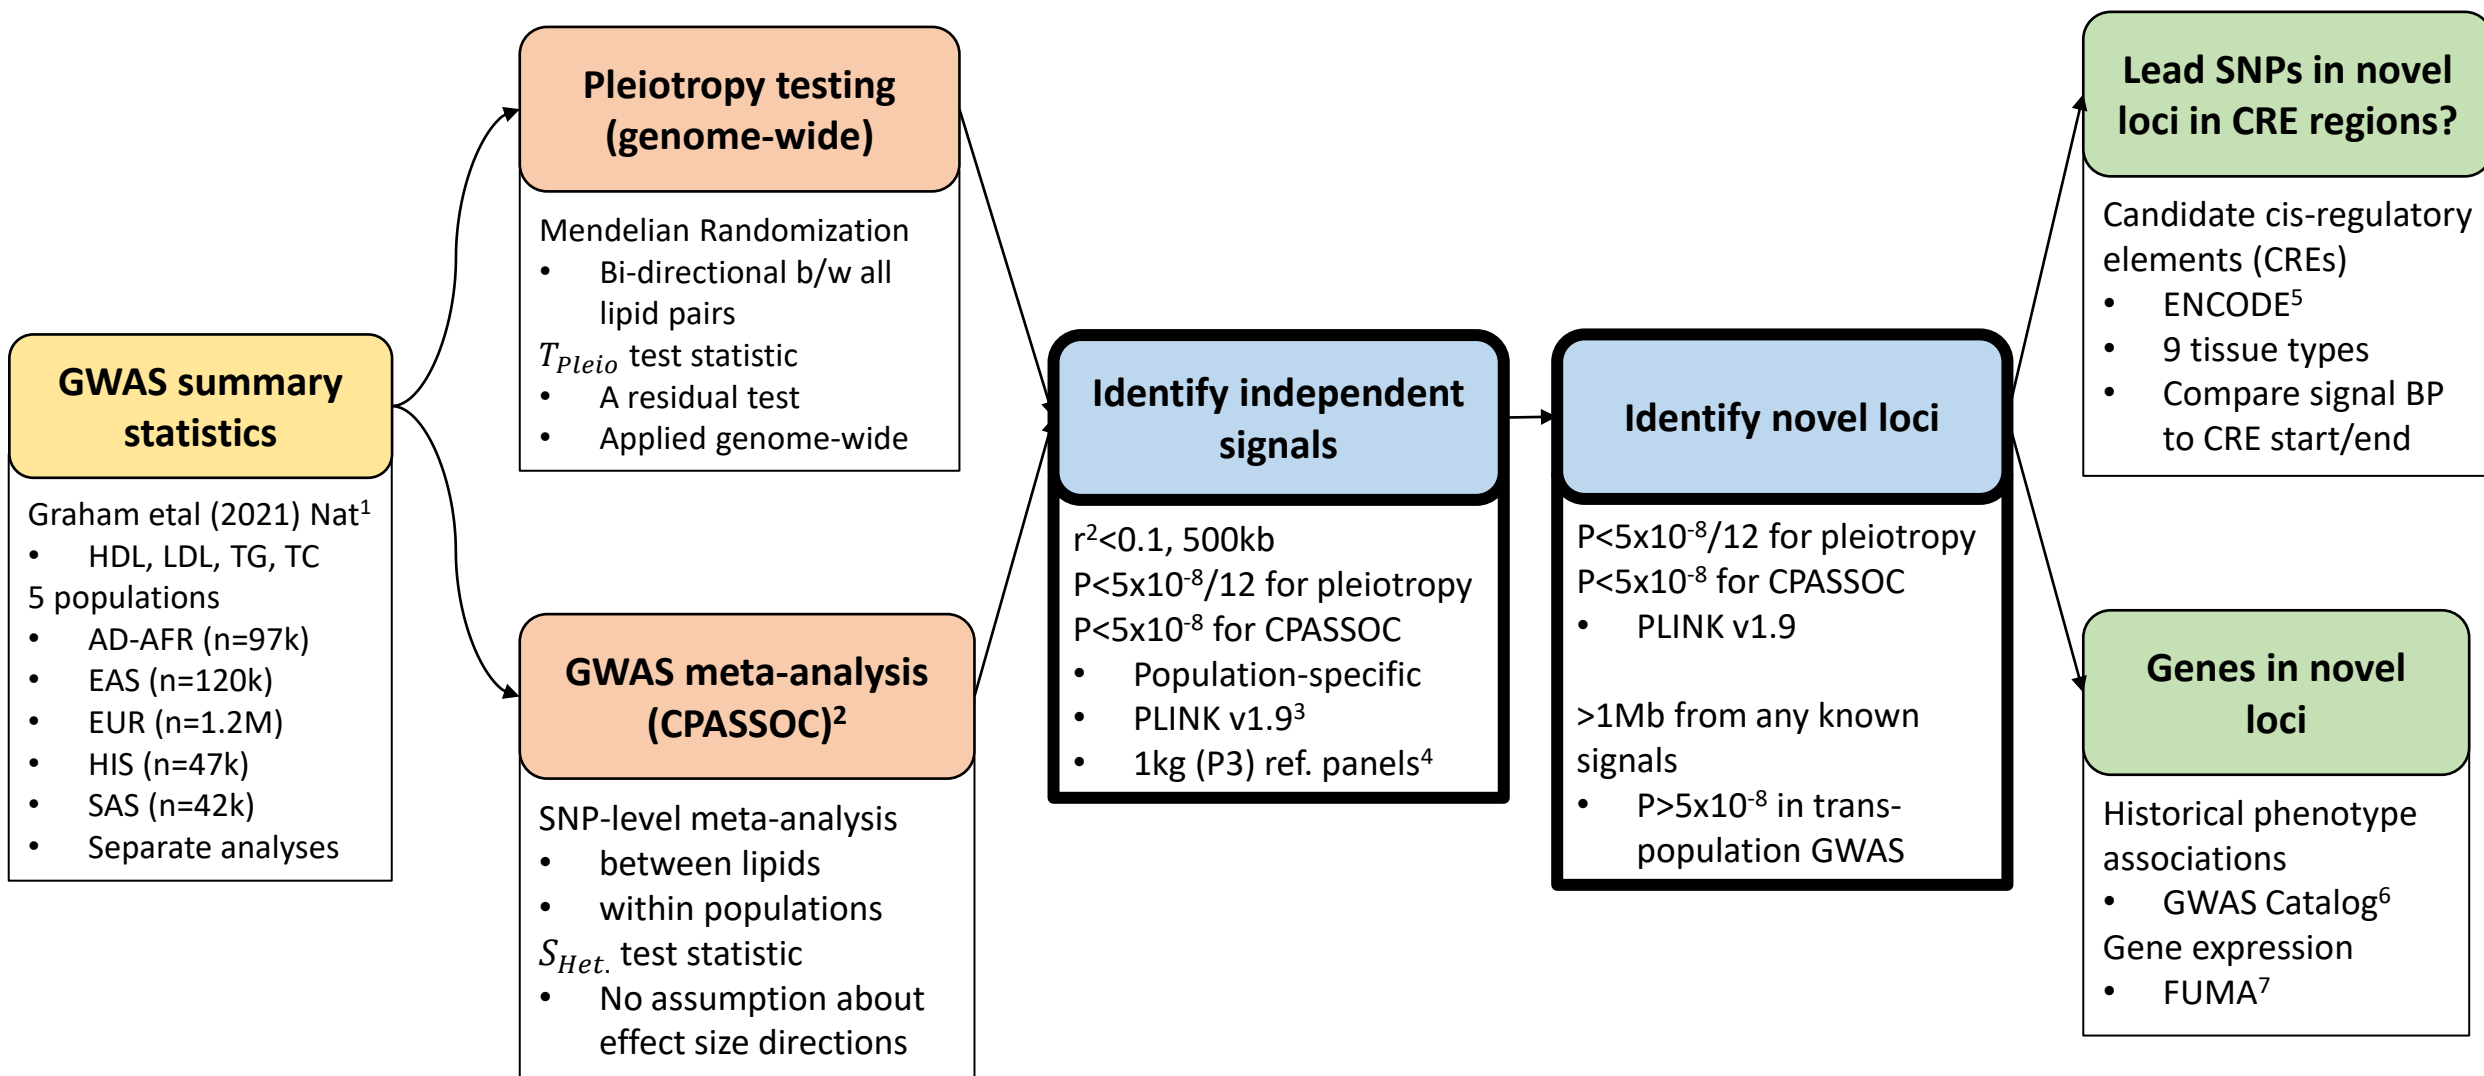 GWAS summary
statistics
Graham etal (2021) Nat¹
• HDL, LDL, TG, TC
5 populations
• AD-AFR (n=97k)
• EAS (n=120k)
• EUR (n=1.2M)
• HIS (n=47k)
• SAS (n=42k)
• Separate analyses
Pleiotropy testing
(genome-wide)
Mendelian Randomization
• Bi-directional b/w all
lipid pairs
T_Pleio test statistic
• A residual test
• Applied genome-wide
GWAS meta-analysis
(CPASSOC)²
SNP-level meta-analysis
• between lipids
• within populations
S_Het. test statistic
• No assumption about
effect size directions
Identify independent
signals
r²<0.1, 500kb
P<5x10⁻⁸/12 for pleiotropy
P<5x10⁻⁸ for CPASSOC
• Population-specific
• PLINK v1.9³
• 1kg (P3) ref. panels⁴
Identify novel loci
P<5x10⁻⁸/12 for pleiotropy
P<5x10⁻⁸ for CPASSOC
• PLINK v1.9
>1Mb from any known
signals
• P>5x10⁻⁸ in trans-
population GWAS
Lead SNPs in novel
loci in CRE regions?
Candidate cis-regulatory
elements (CREs)
• ENCODE⁵
• 9 tissue types
• Compare signal BP
to CRE start/end
Genes in novel
loci
Historical phenotype
associations
• GWAS Catalog⁶
Gene expression
• FUMA⁷